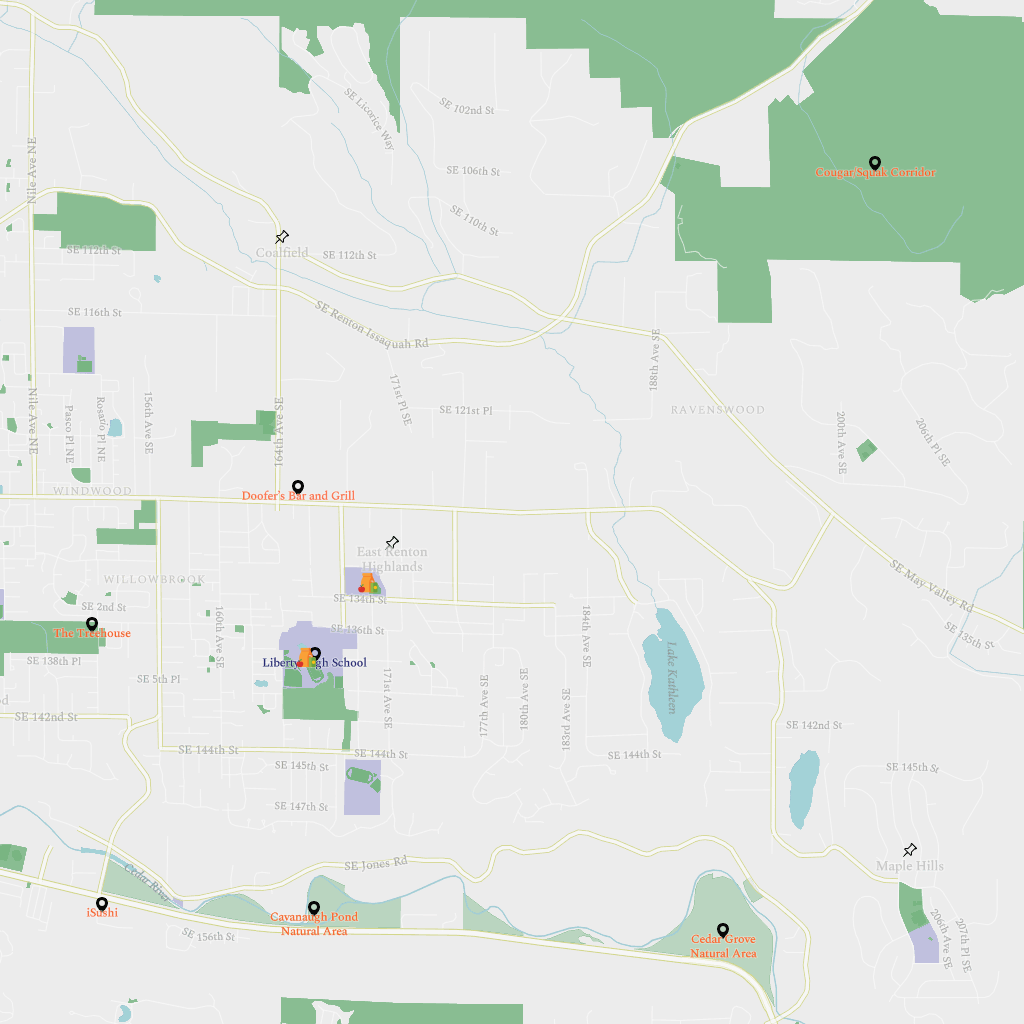 SE Licorice Way
SE 102nd St
Nile Ave NE
SE 106th St
Cougar/Squak Corridor
SE 110th St
SE 112th St
Coalfield
SE 112th St
SE 116th St
SE Renton Issaquah Rd
188th Ave SE
171st Pl SE
Nile Ave NE
Pasco Pl NE
Rosario Pl NE
156th Ave SE
164th Ave SE
SE 121st Pl
RAVENSWOOD
200th Ave SE
206th Pl SE
WINDWOOD
Doofer's Bar and Grill
East Renton
Highlands
WILLOWBROOK
SE May Valley Rd
SE 2nd St
SE 134th St
160th Ave SE
SE 136th St
184th Ave SE
SE 135th St
The Treehouse
SE 138th Pl
Lake Kathleen
SE 5th Pl
171st Ave SE
177th Ave SE
180th Ave SE
183rd Ave SE
SE 142nd St
SE 142nd St
SE 144th St
SE 144th St
SE 144th St
SE 145th St
SE 145th St
SE 147th St
SE Jones Rd
Maple Hills
Cedar River
iSushi
Cavanaugh Pond
Natural Area
SE 156th St
Cedar Grove
Natural Area
206th Ave SE
207th Pl SE